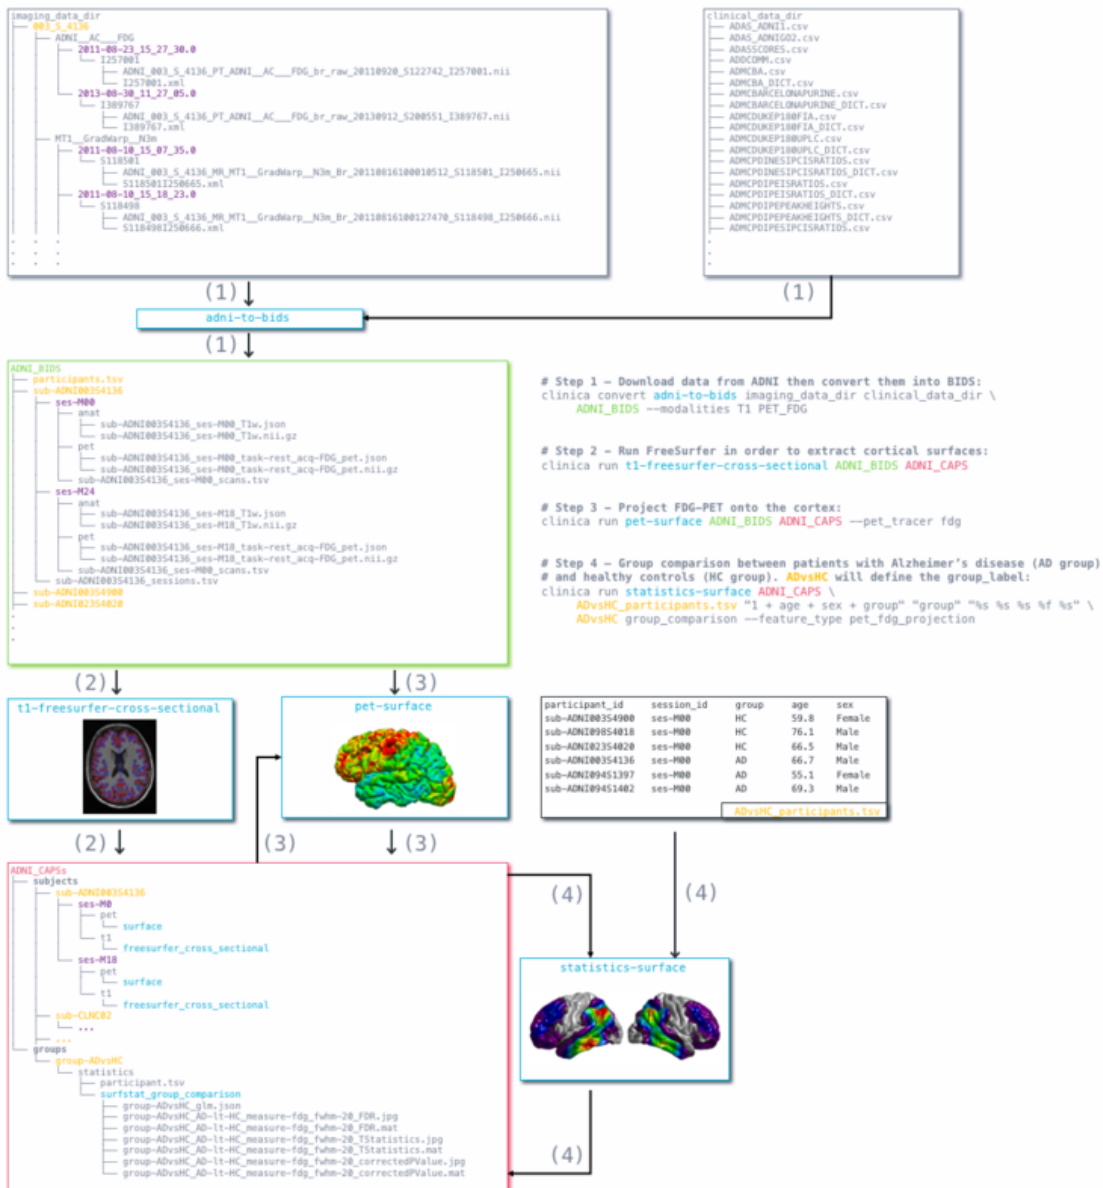 imaging_data_dir
003_S_4136
ADNI__AC___FDG
2011-08-23_15_27_30.0
I257001
ADNI_003_S_4136_PT_ADNI__AC___FDG_br_raw_20110920_S122742_I257001.nii
I257001.xml
2013-08-30_11_27_05.0
I389767
ADNI_003_S_4136_PT_ADNI__AC___FDG_br_raw_20130912_S200551_I389767.nii
I389767.xml
MT1__GradWarp__N3m
2011-08-10_15_07_35.0
S118501
ADNI_003_S_4136_MR_MT1__GradWarp__N3m_Br_20110816100010512_S118501_I250665.nii
S118501I250665.xml
2011-08-10_15_18_23.0
S118498
ADNI_003_S_4136_MR_MT1__GradWarp__N3m_Br_20110816100127470_S118498_I250666.nii
S118498I250666.xml
clinical_data_dir
ADAS_ADNI1.csv
ADAS_ADNIGO2.csv
ADASSCORES.csv
ADDCOMM.csv
ADMCBA.csv
ADMCBA_DICT.csv
ADMCBARCELONAPURINE.csv
ADMCBARCELONAPURINE_DICT.csv
ADMCDUKEP180FIA.csv
ADMCDUKEP180FIA_DICT.csv
ADMCDUKEP180UPLC.csv
ADMCDUKEP180UPLC_DICT.csv
ADMCPDINESIPCISRATIOS.csv
ADMCPDINESIPCISRATIOS_DICT.csv
ADMCPDIPEISRATIOS.csv
ADMCPDIPEISRATIOS_DICT.csv
ADMCPDIPEPEAKHEIGHTS.csv
ADMCPDIPEPEAKHEIGHTS_DICT.csv
ADMCPDIPESIPCISRATIOS.csv
(1)
(1)
adni-to-bids
(1)
ADNI_BIDS
participants.tsv
sub-ADNI003S4136
ses-M00
anat
sub-ADNI003S4136_ses-M00_T1w.json
sub-ADNI003S4136_ses-M00_T1w.nii.gz
pet
sub-ADNI003S4136_ses-M00_task-rest_acq-FDG_pet.json
sub-ADNI003S4136_ses-M00_task-rest_acq-FDG_pet.nii.gz
sub-ADNI003S4136_ses-M00_scans.tsv
ses-M24
anat
sub-ADNI003S4136_ses-M18_T1w.json
sub-ADNI003S4136_ses-M18_T1w.nii.gz
pet
sub-ADNI003S4136_ses-M18_task-rest_acq-FDG_pet.json
sub-ADNI003S4136_ses-M18_task-rest_acq-FDG_pet.nii.gz
sub-ADNI003S4136_ses-M00_scans.tsv
sub-ADNI003S4136_sessions.tsv
sub-ADNI003S4900
sub-ADNI023S4020
# Step 1 – Download data from ADNI then convert them into BIDS:
clinica convert adni-to-bids imaging_data_dir clinical_data_dir \
ADNI_BIDS --modalities T1 PET_FDG
# Step 2 – Run FreeSurfer in order to extract cortical surfaces:
clinica run t1-freesurfer-cross-sectional ADNI_BIDS ADNI_CAPS
# Step 3 – Project FDG-PET onto the cortex:
clinica run pet-surface ADNI_BIDS ADNI_CAPS --pet_tracer fdg
# Step 4 – Group comparison between patients with Alzheimer's disease (AD group)
# and healthy controls (HC group). ADvsHC will define the group_label:
clinica run statistics-surface ADNI_CAPS \
ADvsHC_participants.tsv "1 + age + sex + group" "group" "%s %s %s %f %s" \
ADvsHC group_comparison --feature_type pet_fdg_projection
(2)
(3)
t1-freesurfer-cross-sectional
pet-surface
participant_id session_id group age sex
sub-ADNI003S4900 ses-M00 HC 59.8 Female
sub-ADNI098S4018 ses-M00 HC 76.1 Male
sub-ADNI023S4020 ses-M00 HC 66.5 Male
sub-ADNI003S4136 ses-M00 AD 66.7 Male
sub-ADNI094S1397 ses-M00 AD 55.1 Female
sub-ADNI094S1402 ses-M00 AD 69.3 Male
ADvsHC_participants.tsv
(2)
(3)
(3)
ADNI_CAPSs
subjects
sub-ADNI003S4136
ses-M0
pet
surface
t1
freesurfer_cross_sectional
ses-M18
pet
surface
t1
freesurfer_cross_sectional
sub-CLNC02
...
...
groups
group-ADvsHC
statistics
participant.tsv
surfstat_group_comparison
group-ADvsHC_glm.json
group-ADvsHC_AD-lt-HC_measure-fdg_fwhm-20_FDR.jpg
group-ADvsHC_AD-lt-HC_measure-fdg_fwhm-20_FDR.mat
group-ADvsHC_AD-lt-HC_measure-fdg_fwhm-20_TStatistics.jpg
group-ADvsHC_AD-lt-HC_measure-fdg_fwhm-20_TStatistics.mat
group-ADvsHC_AD-lt-HC_measure-fdg_fwhm-20_correctedPValue.jpg
group-ADvsHC_AD-lt-HC_measure-fdg_fwhm-20_correctedPValue.mat
(4)
(4)
statistics-surface
(4)